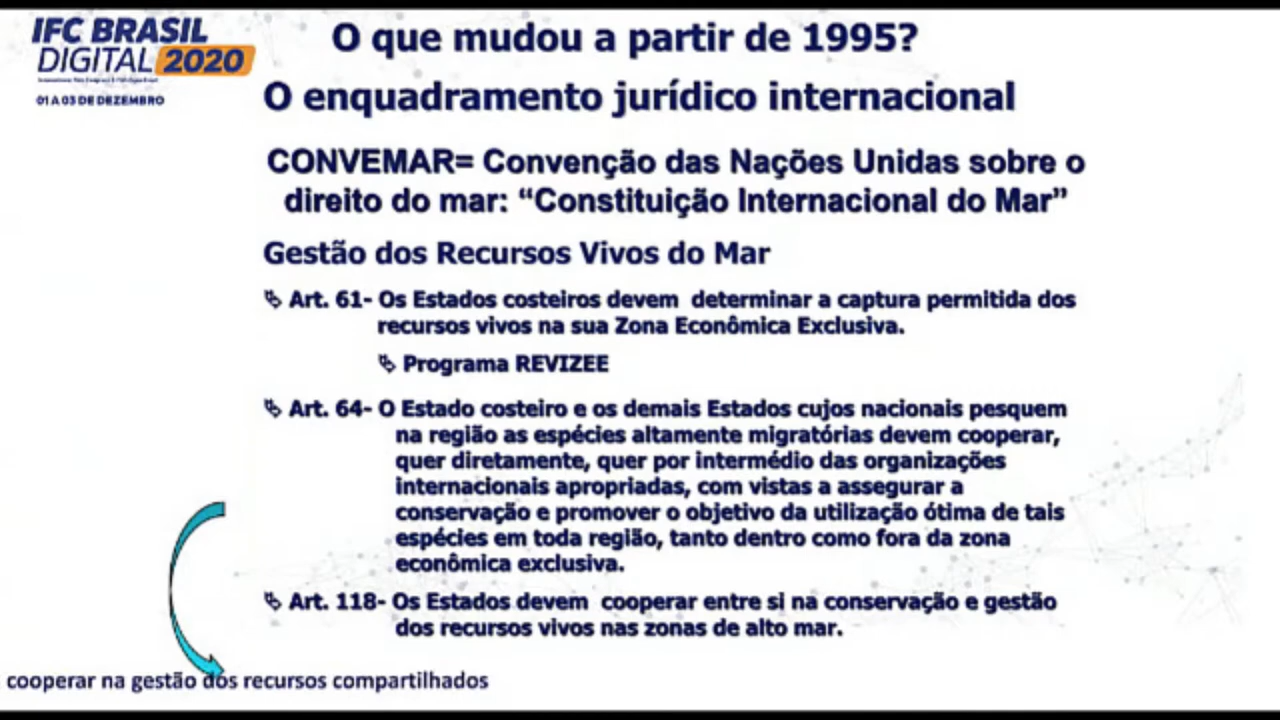 IFC BRASIL
DIGITAL 2020
01 A 03 DE DEZEMBRO
O que mudou a partir de 1995?
O enquadramento jurídico internacional
CONVEMAR= Convenção das Nações Unidas sobre o
direito do mar: “Constituição Internacional do Mar”
Gestão dos Recursos Vivos do Mar
Art. 61- Os Estados costeiros devem determinar a captura permitida dos
recursos vivos na sua Zona Econômica Exclusiva.
Programa REVIZEE
Art. 64- O Estado costeiro e os demais Estados cujos nacionais pesquem
na região as espécies altamente migratórias devem cooperar,
quer diretamente, quer por intermédio das organizações
internacionais apropriadas, com vistas a assegurar a
conservação e promover o objetivo da utilização ótima de tais
espécies em toda região, tanto dentro como fora da zona
econômica exclusiva.
Art. 118- Os Estados devem cooperar entre si na conservação e gestão
dos recursos vivos nas zonas de alto mar.
cooperar na gestão dos recursos compartilhados